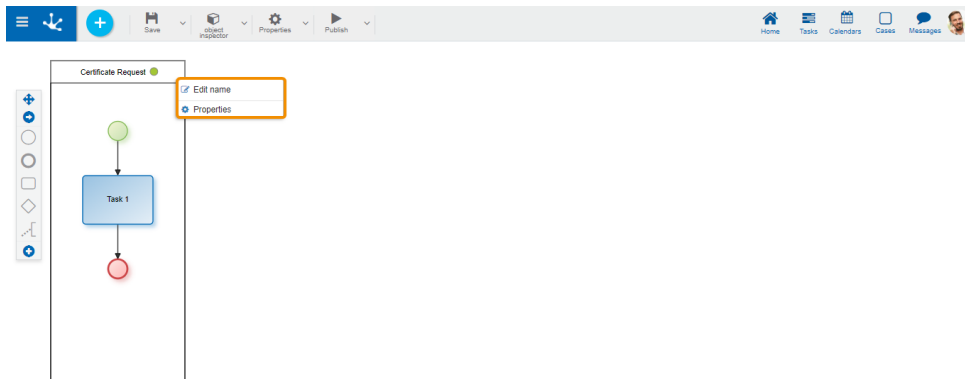 Save
object
inspector
Properties
Publish
Home
Tasks
Calendars
Cases
Messages
Certificate Request
Edit name
Properties
Task 1